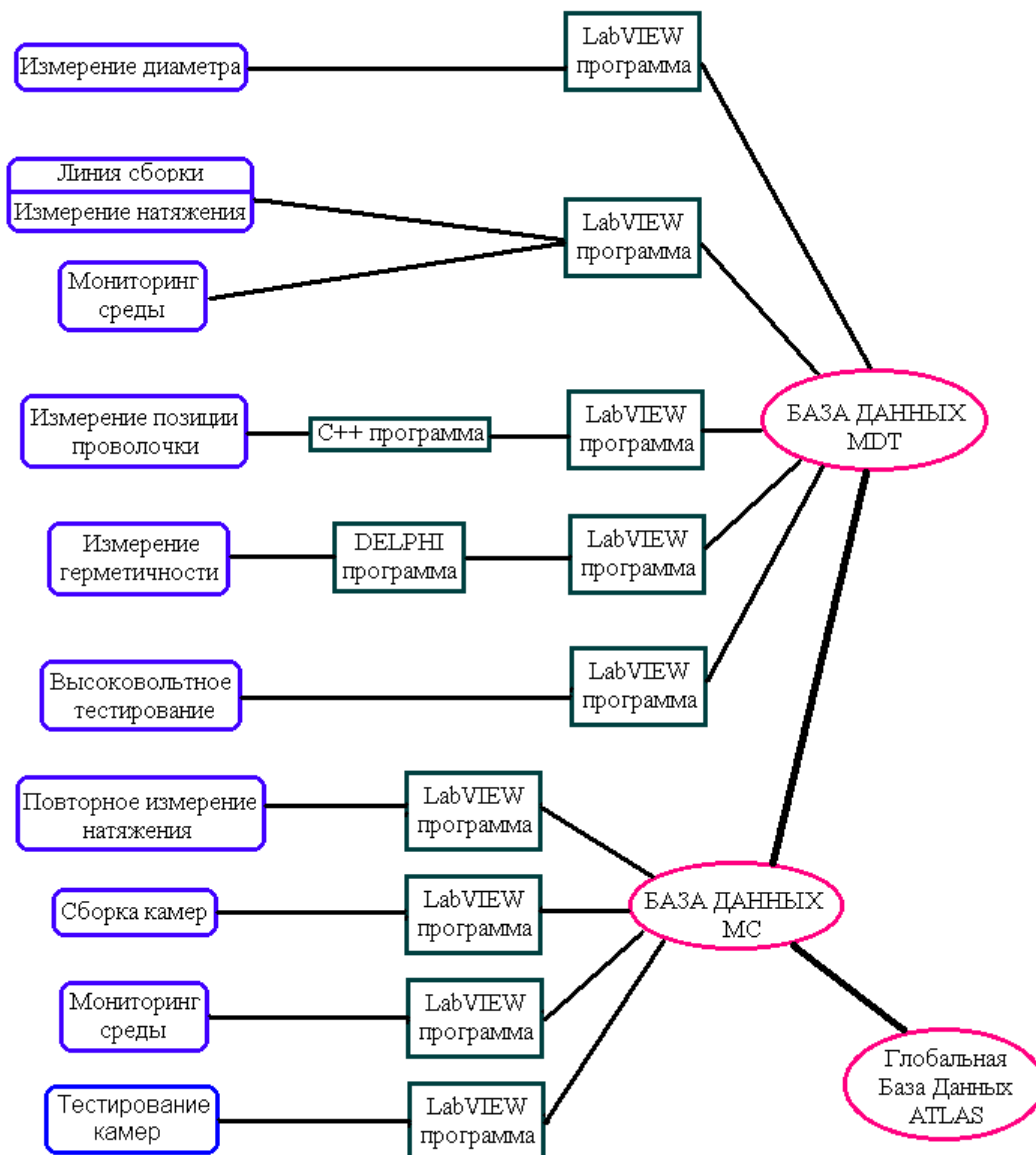 Измерение диаметра
LabVIEW
программа
Линия сборки
Измерение натяжения
Мониторинг
среды
LabVIEW
программа
Измерение позиции
проволочки
C++ программа
LabVIEW
программа
БАЗА ДАННЫХ
MDT
Измерение
герметичности
DELPHI
программа
LabVIEW
программа
Высоковольтное
тестирование
LabVIEW
программа
Повторное измерение
натяжения
LabVIEW
программа
Сборка камер
LabVIEW
программа
БАЗА ДАННЫХ
МС
Мониторинг
среды
LabVIEW
программа
Тестирование
камер
LabVIEW
программа
Глобальная
База Данных
ATLAS